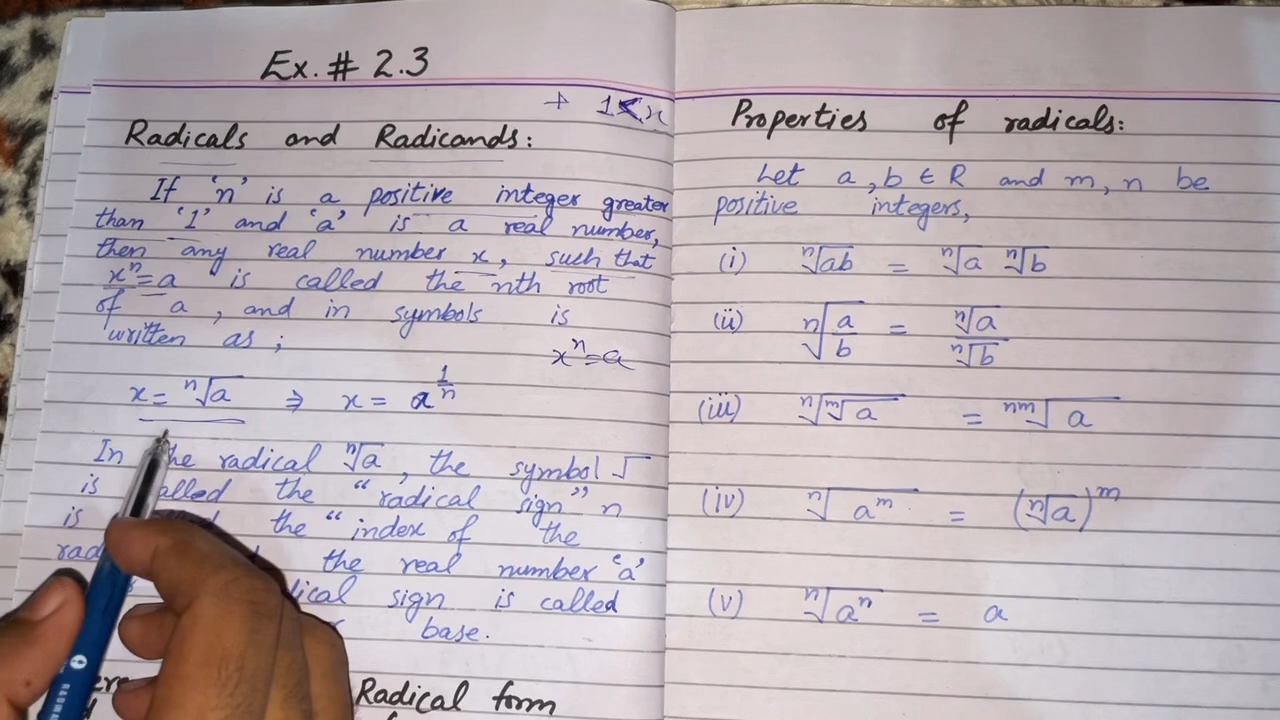 Ex. # 2.3
+ 1<n
Radicals and Radicands:
If 'n' is a positive integer greater
than '1' and 'a' is a real number,
then any real number x, such that
xⁿ=a is called the nth root
of a, and in symbols is
written as;
xⁿ=a
x = ⁿ√a ⇒ x = a^(1/n)
In the radical ⁿ√a, the symbol √
is called the "radical sign" n
is the "index of the
the real number 'a'
sign is called
base.
Radical form
Properties of radicals:
Let a, b ∈ R and m, n be
positive integers,
(i) ⁿ√ab = ⁿ√a ⁿ√b
(ii) ⁿ√(a/b) = ⁿ√a / ⁿ√b
(iii) ⁿ√ᵐ√a = ⁿᵐ√a
(iv) ⁿ√aᵐ = (ⁿ√a)ᵐ
(v) ⁿ√aⁿ = a